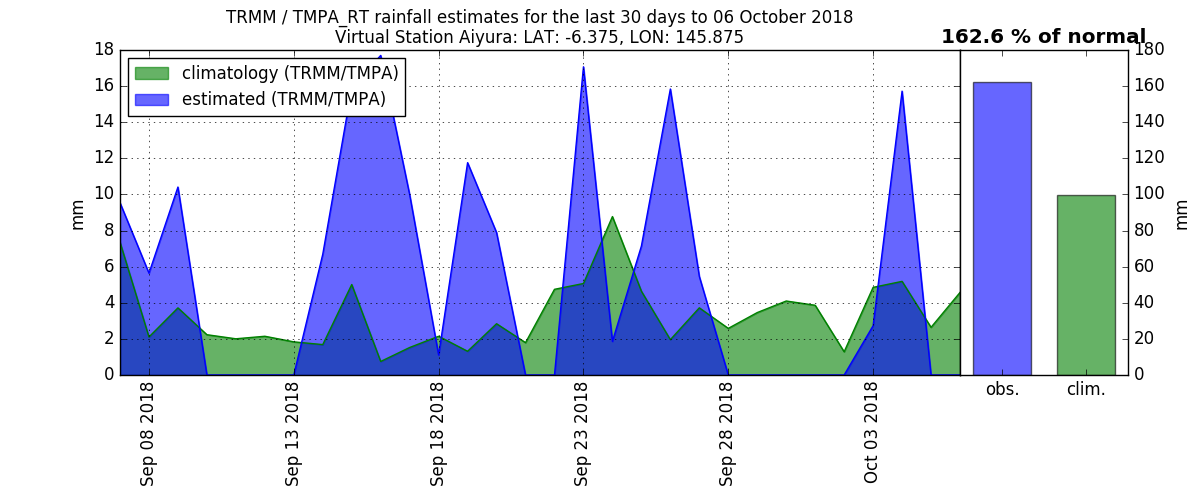 TRMM / TMPA_RT rainfall estimates for the last 30 days to 06 October 2018
Virtual Station Aiyura: LAT: -6.375, LON: 145.875
162.6 % of normal
climatology (TRMM/TMPA)
estimated (TRMM/TMPA)
mm
18
16
14
12
10
8
6
4
2
0
Sep 08 2018
Sep 13 2018
Sep 18 2018
Sep 23 2018
Sep 28 2018
Oct 03 2018
obs.
clim.
180
160
140
120
100
80
60
40
20
0
mm